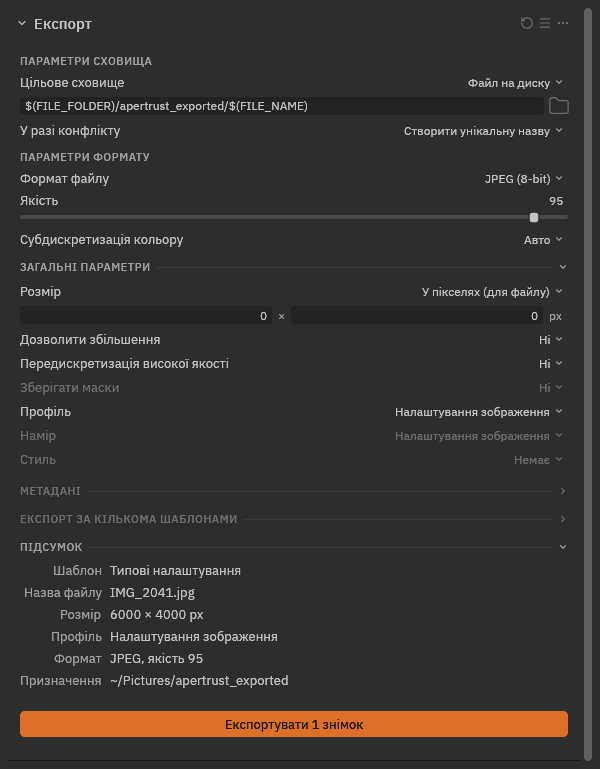 Експорт
ПАРАМЕТРИ СХОВИЩА
Цільове сховище Файл на диску
$(FILE_FOLDER)/apertrust_exported/$(FILE_NAME)
У разі конфлікту Створити унікальну назву
ПАРАМЕТРИ ФОРМАТУ
Формат файлу JPEG (8-bit)
Якість 95
Субдискретизація кольору Авто
ЗАГАЛЬНІ ПАРАМЕТРИ
Розмір У пікселях (для файлу)
0 × 0 px
Дозволити збільшення Ні
Передискретизація високої якості Ні
Зберігати маски Ні
Профіль Налаштування зображення
Намір Налаштування зображення
Стиль Немає
МЕТАДАНІ
ЕКСПОРТ ЗА КІЛЬКОМА ШАБЛОНАМИ
ПІДСУМОК
Шаблон Типові налаштування
Назва файлу IMG_2041.jpg
Розмір 6000 × 4000 px
Профіль Налаштування зображення
Формат JPEG, якість 95
Призначення ~/Pictures/apertrust_exported
Експортувати 1 знімок